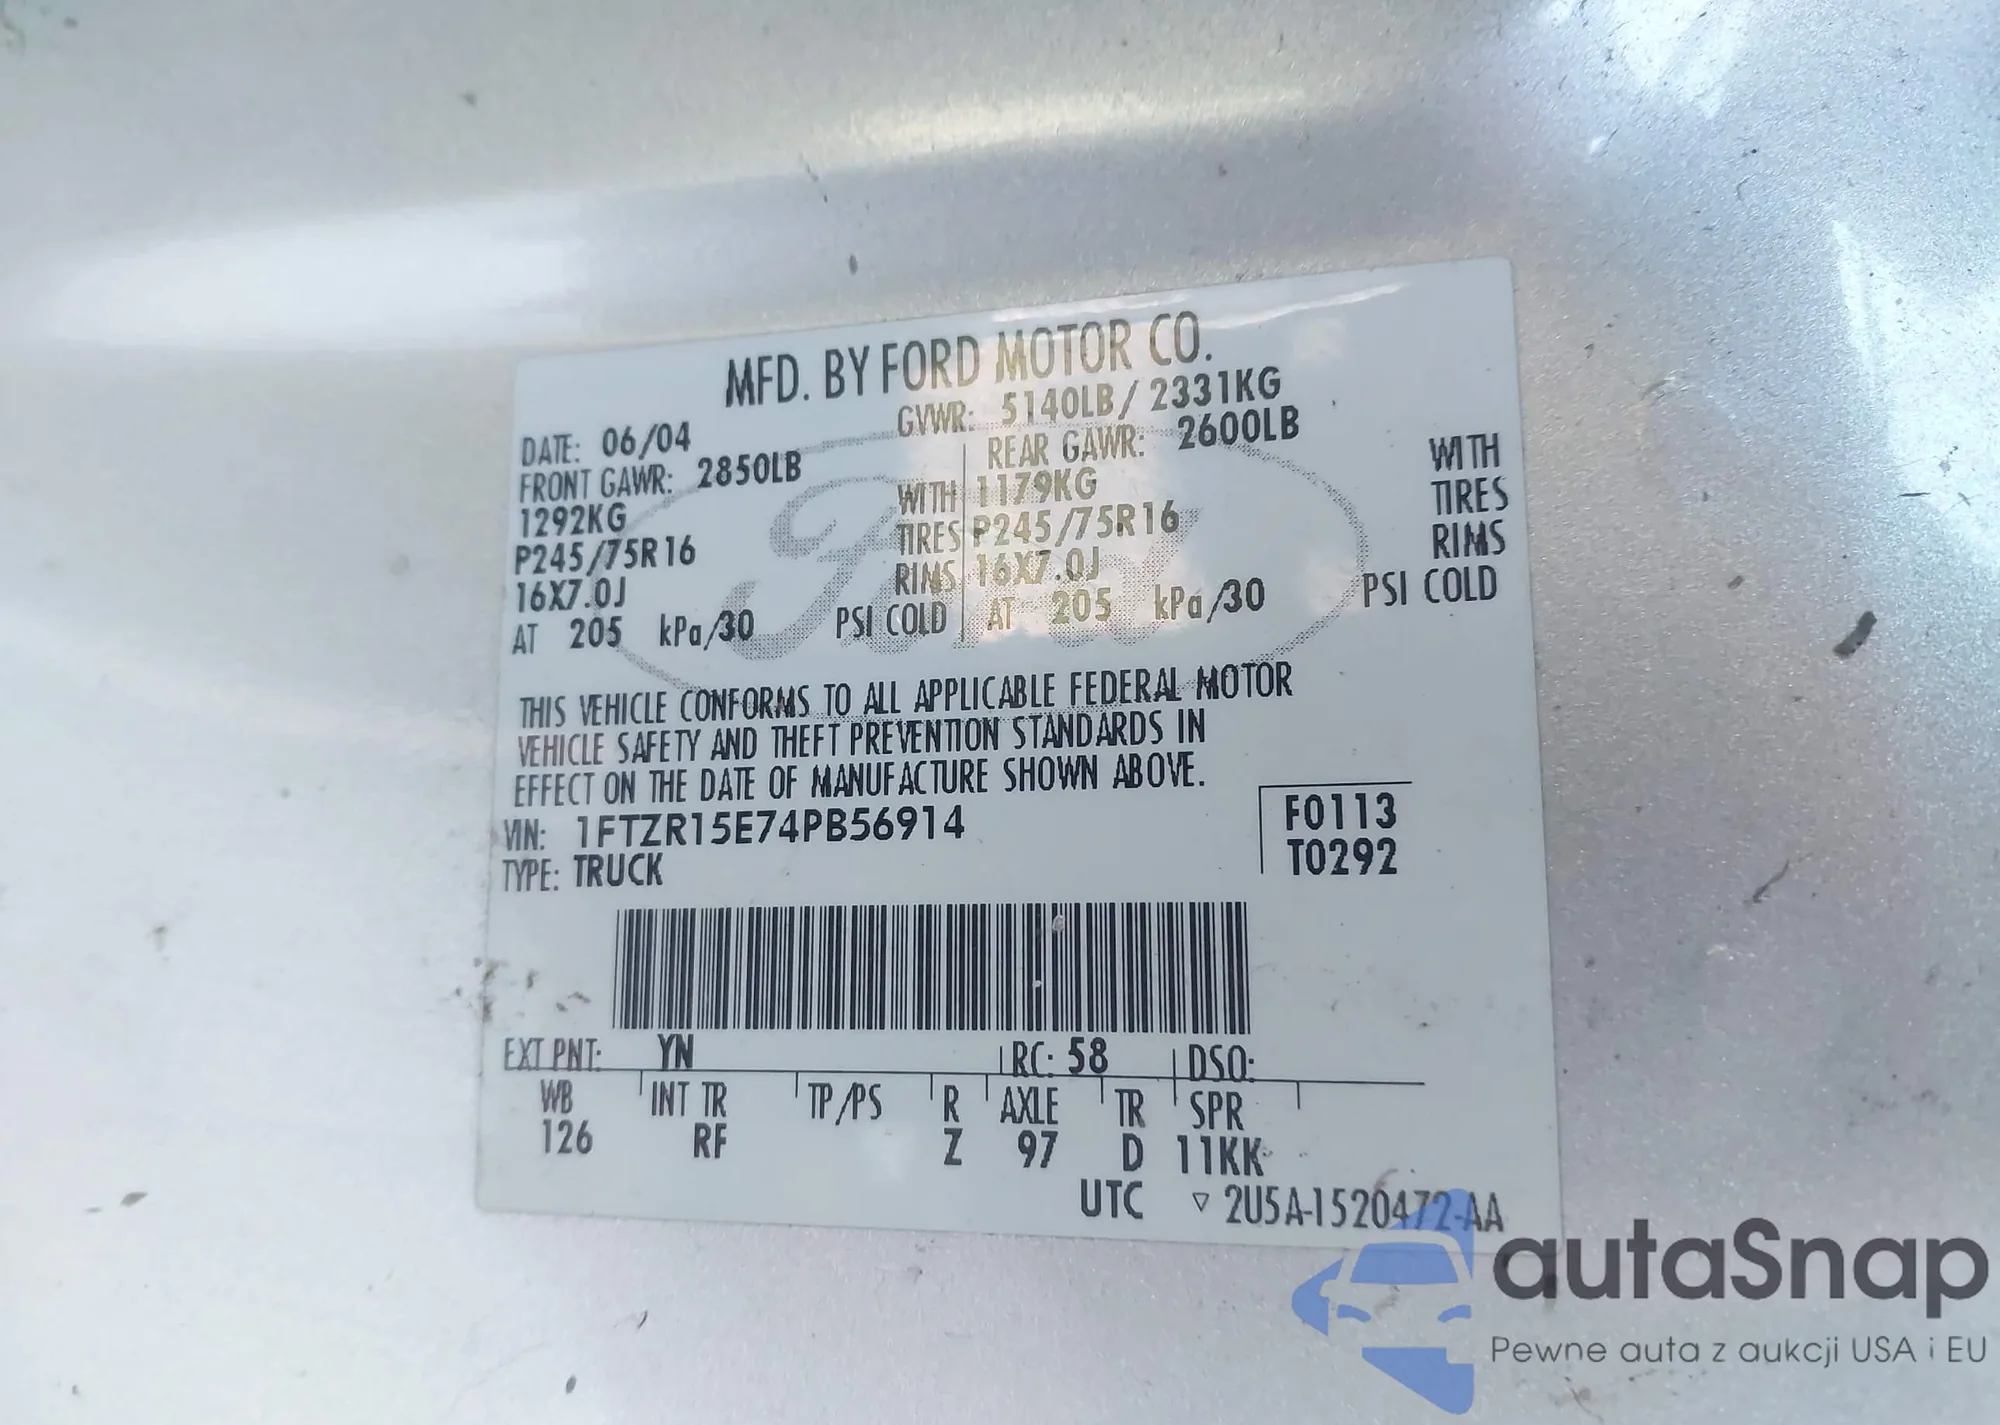 MFD. BY FORD MOTOR CO.
DATE: 06/04 GVWR: 5140LB/2331KG
FRONT GAWR: 2850LB REAR GAWR: 2600LB
1292KG WITH 1179KG WITH
P245/75R16 TIRES P245/75R16 TIRES
16X7.0J RIMS 16X7.0J RIMS
AT 205 kPa/30 PSI COLD AT 205 kPa/30 PSI COLD
THIS VEHICLE CONFORMS TO ALL APPLICABLE FEDERAL MOTOR
VEHICLE SAFETY AND THEFT PREVENTION STANDARDS IN
EFFECT ON THE DATE OF MANUFACTURE SHOWN ABOVE.
VIN: 1FTZR15E74PB56914 F0113
TYPE: TRUCK T0292
EXT PNT: YN RC: 58 DSO:
WB INT TR TP/PS R AXLE TR SPR
126 RF Z 97 D 11KK
UTC ▽ 2U5A-1520472-AA
Ford
autaSnap
Pewne auta z aukcji USA i EU